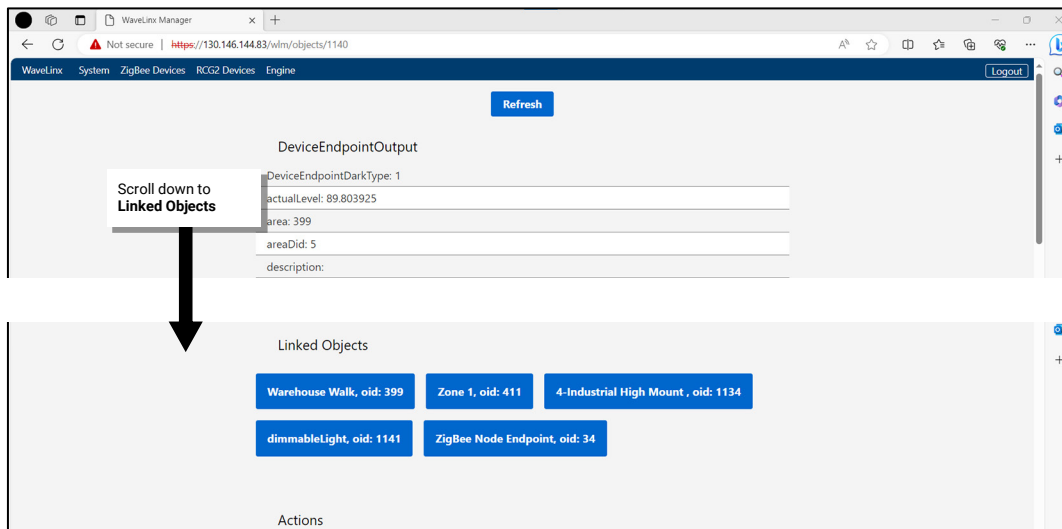 WaveLinx Manager
Not secure | https://130.146.144.83/wlm/objects/1140
WaveLinx System ZigBee Devices RCG2 Devices Engine Logout
Refresh
DeviceEndpointOutput
DeviceEndpointDarkType: 1
Scroll down to
Linked Objects
actualLevel: 89.803925
area: 399
areaDid: 5
description:
Linked Objects
Warehouse Walk, oid: 399 Zone 1, oid: 411 4-Industrial High Mount , oid: 1134
dimmableLight, oid: 1141 ZigBee Node Endpoint, oid: 34
Actions